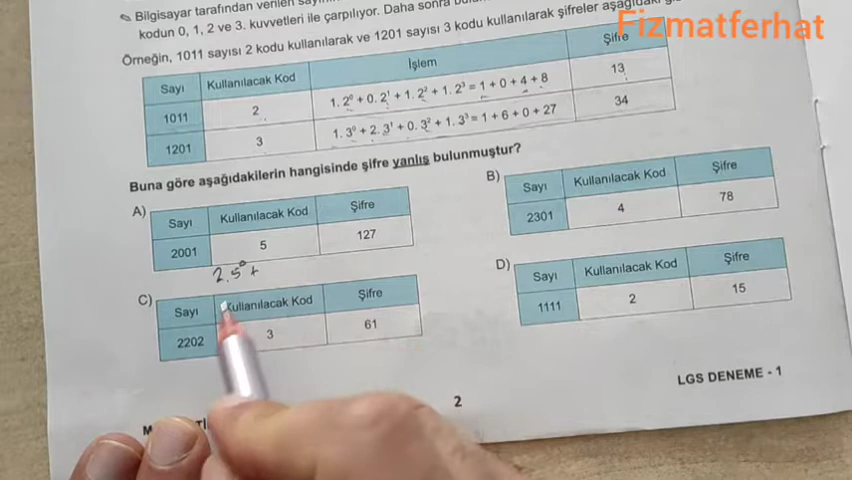 Bilgisayar tarafından verilen
kodun 0, 1, 2 ve 3. kuvvetleri ile çarpılıyor. Daha sonra
Örneğin, 1011 sayısı 2 kodu kullanılarak ve 1201 sayısı 3 kodu kullanılarak şifreler
Fizmatferhat
Sayı Kullanılacak Kod İşlem Şifre
1011 2 1.2⁰ + 0.2¹ + 1.2² + 1.2³ = 1 + 0 + 4 + 8 13
1201 3 1.3⁰ + 2.3¹ + 0.3² + 1.3³ = 1 + 6 + 0 + 27 34
Buna göre aşağıdakilerin hangisinde şifre yanlış bulunmuştur?
A) Sayı Kullanılacak Kod Şifre
2001 5 127
2.5⁰ +
B) Sayı Kullanılacak Kod Şifre
2301 4 78
C) Sayı Kullanılacak Kod Şifre
2202 3 61
D) Sayı Kullanılacak Kod Şifre
1111 2 15
2
LGS DENEME - 1